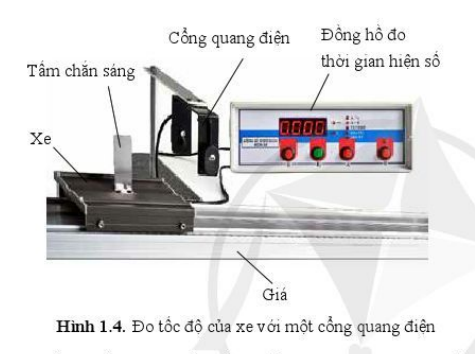 Cổng quang điện
Đồng hồ đo
thời gian hiện số
Tấm chắn sáng
Xe
0.000
Giá
Hình 1.4. Đo tốc độ của xe với một cổng quang điện